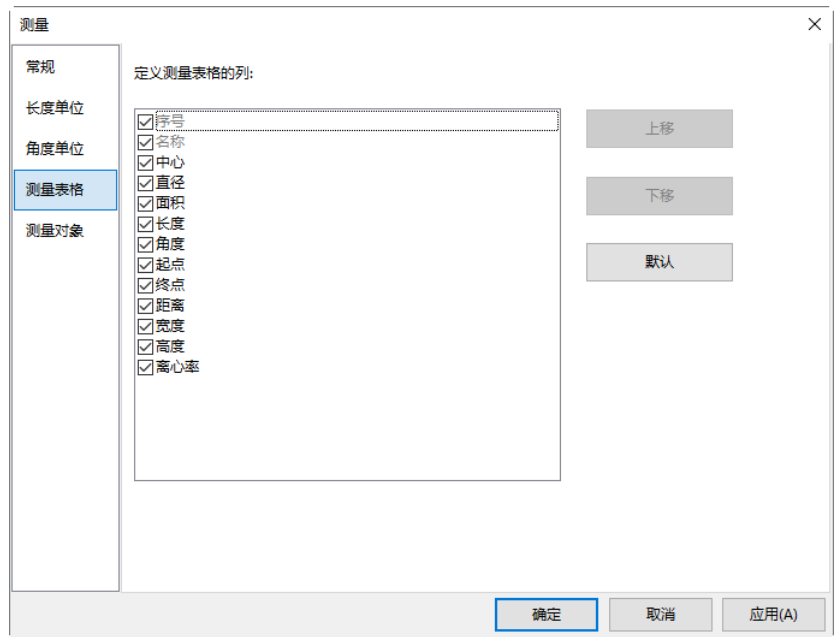 测量
常规
长度单位
角度单位
测量表格
测量对象
定义测量表格的列:
序号
名称
中心
直径
面积
长度
角度
起点
终点
距离
宽度
高度
离心率
上移
下移
默认
确定
取消
应用(A)